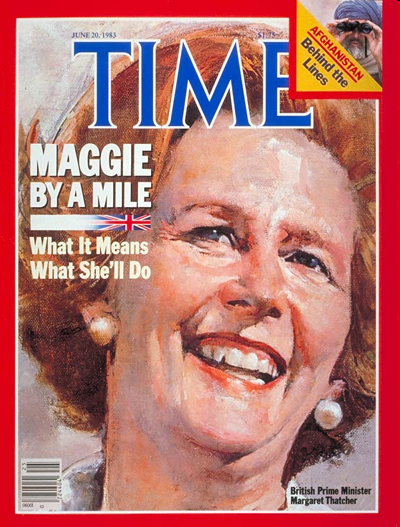 JUNE 20, 1983
$1.75
TIME
AFGHANISTAN
Behind the
Lines
MAGGIE
BY A MILE
What It Means
What She'll Do
British Prime Minister
Margaret Thatcher